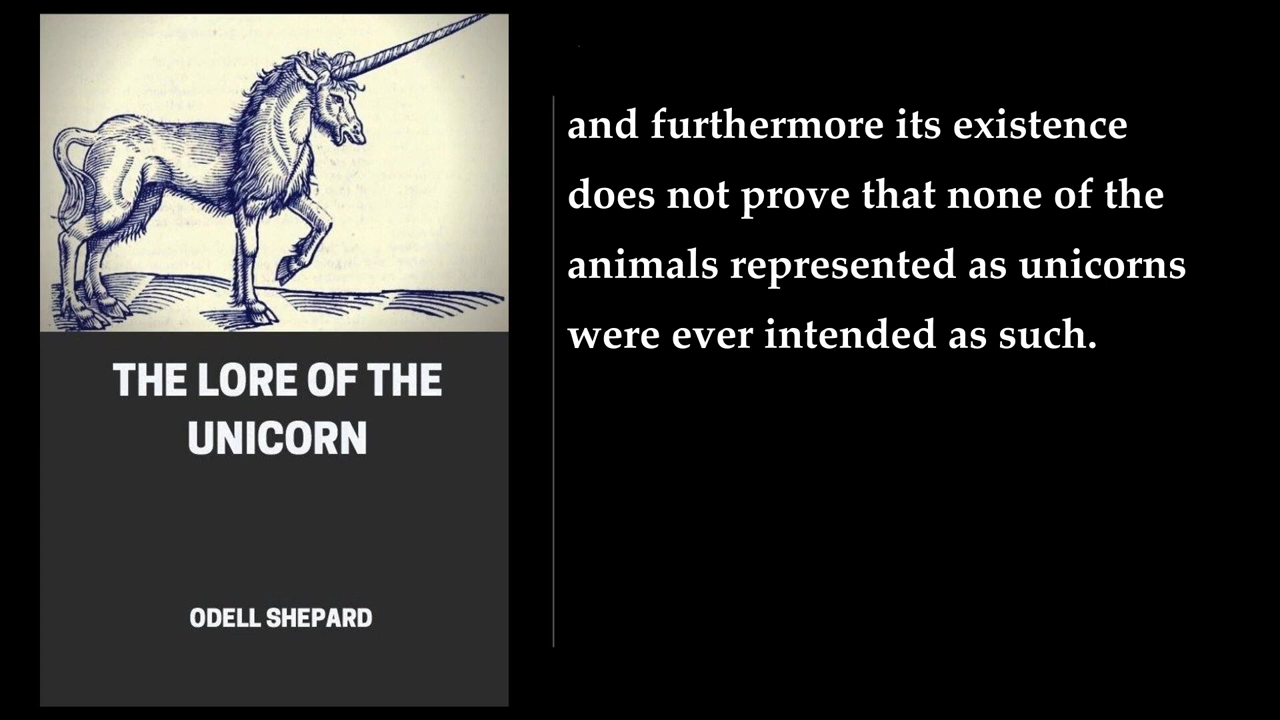 THE LORE OF THE
UNICORN
ODELL SHEPARD
and furthermore its existence
does not prove that none of the
animals represented as unicorns
were ever intended as such.